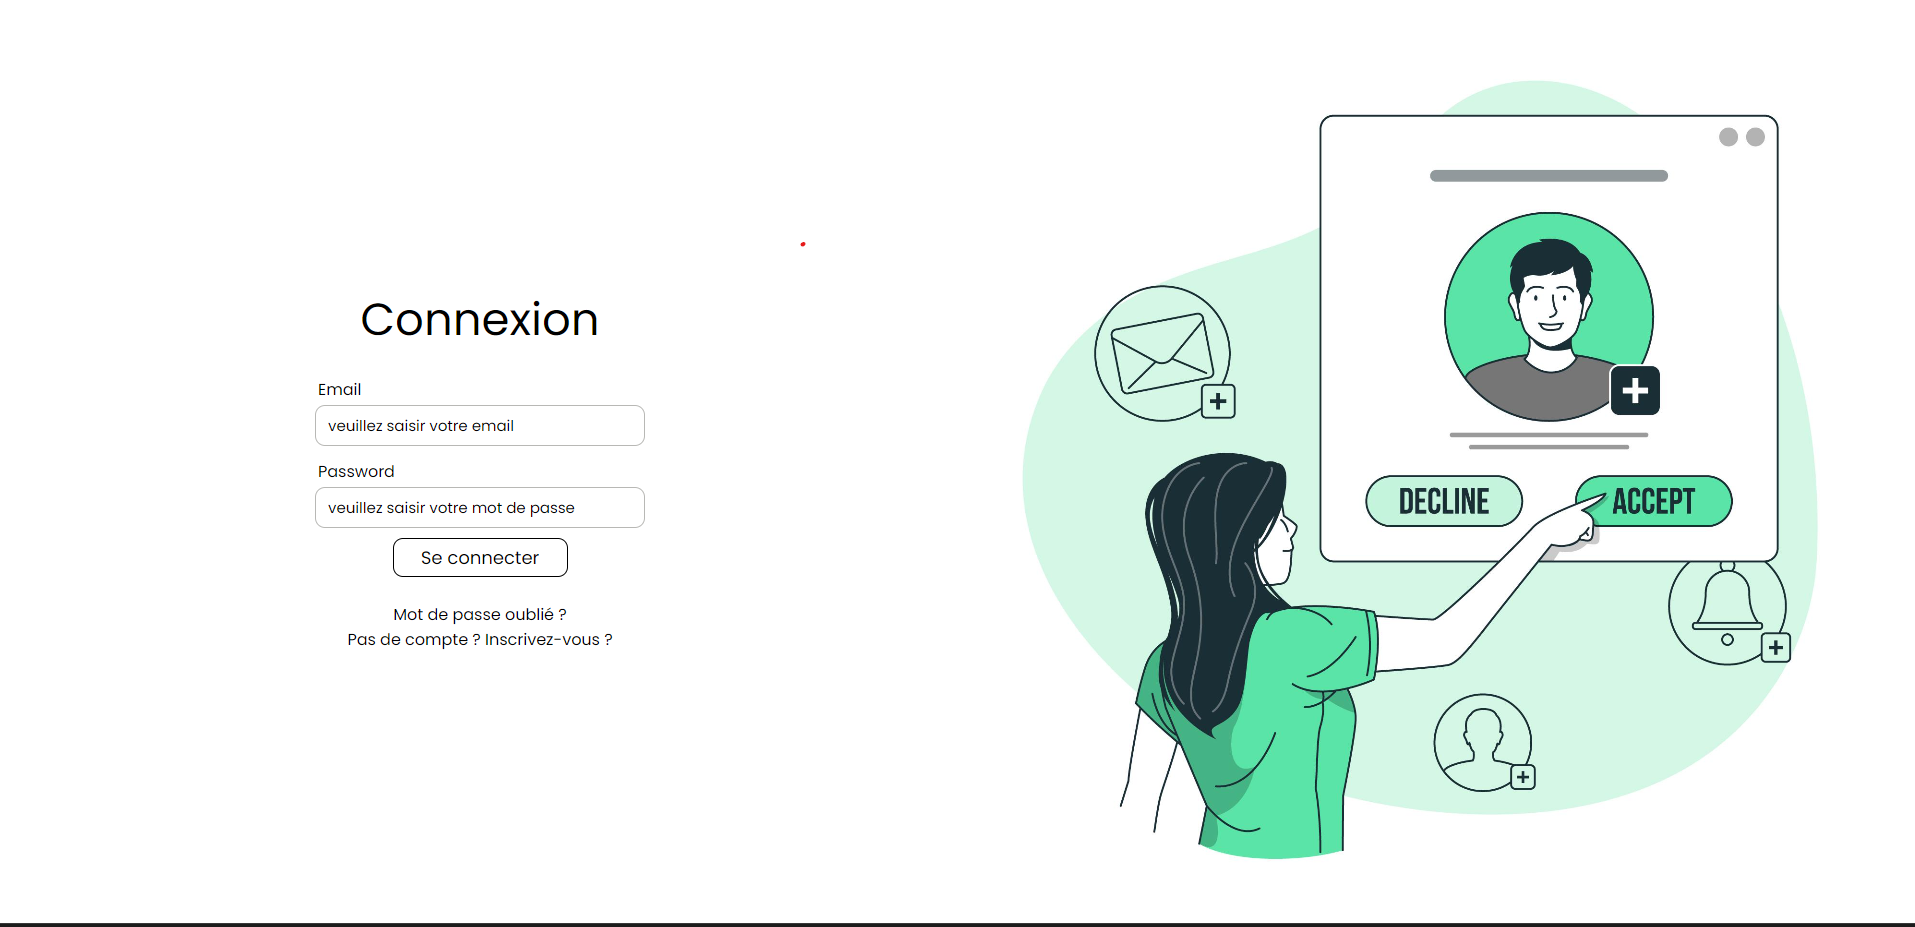 Connexion
Email
veuillez saisir votre email
Password
veuillez saisir votre mot de passe
Se connecter
Mot de passe oublié ?
Pas de compte ? Inscrivez-vous ?
DECLINE
ACCEPT